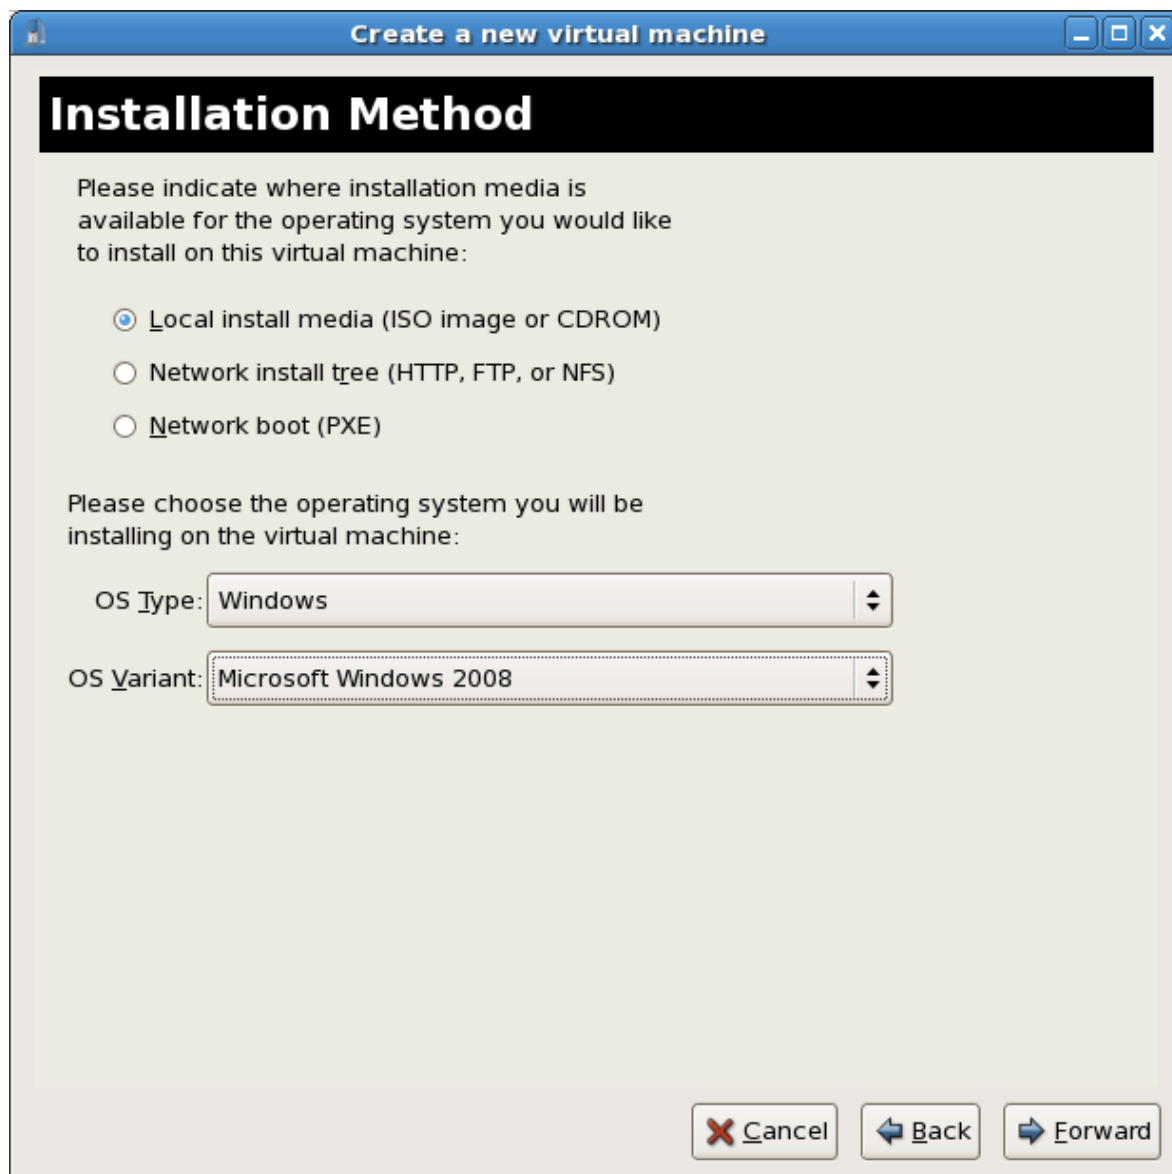 Create a new virtual machine
Installation Method
Please indicate where installation media is
available for the operating system you would like
to install on this virtual machine:
Local install media (ISO image or CDROM)
Network install tree (HTTP, FTP, or NFS)
Network boot (PXE)
Please choose the operating system you will be
installing on the virtual machine:
OS Type: Windows
OS Variant: Microsoft Windows 2008
Cancel Back Forward